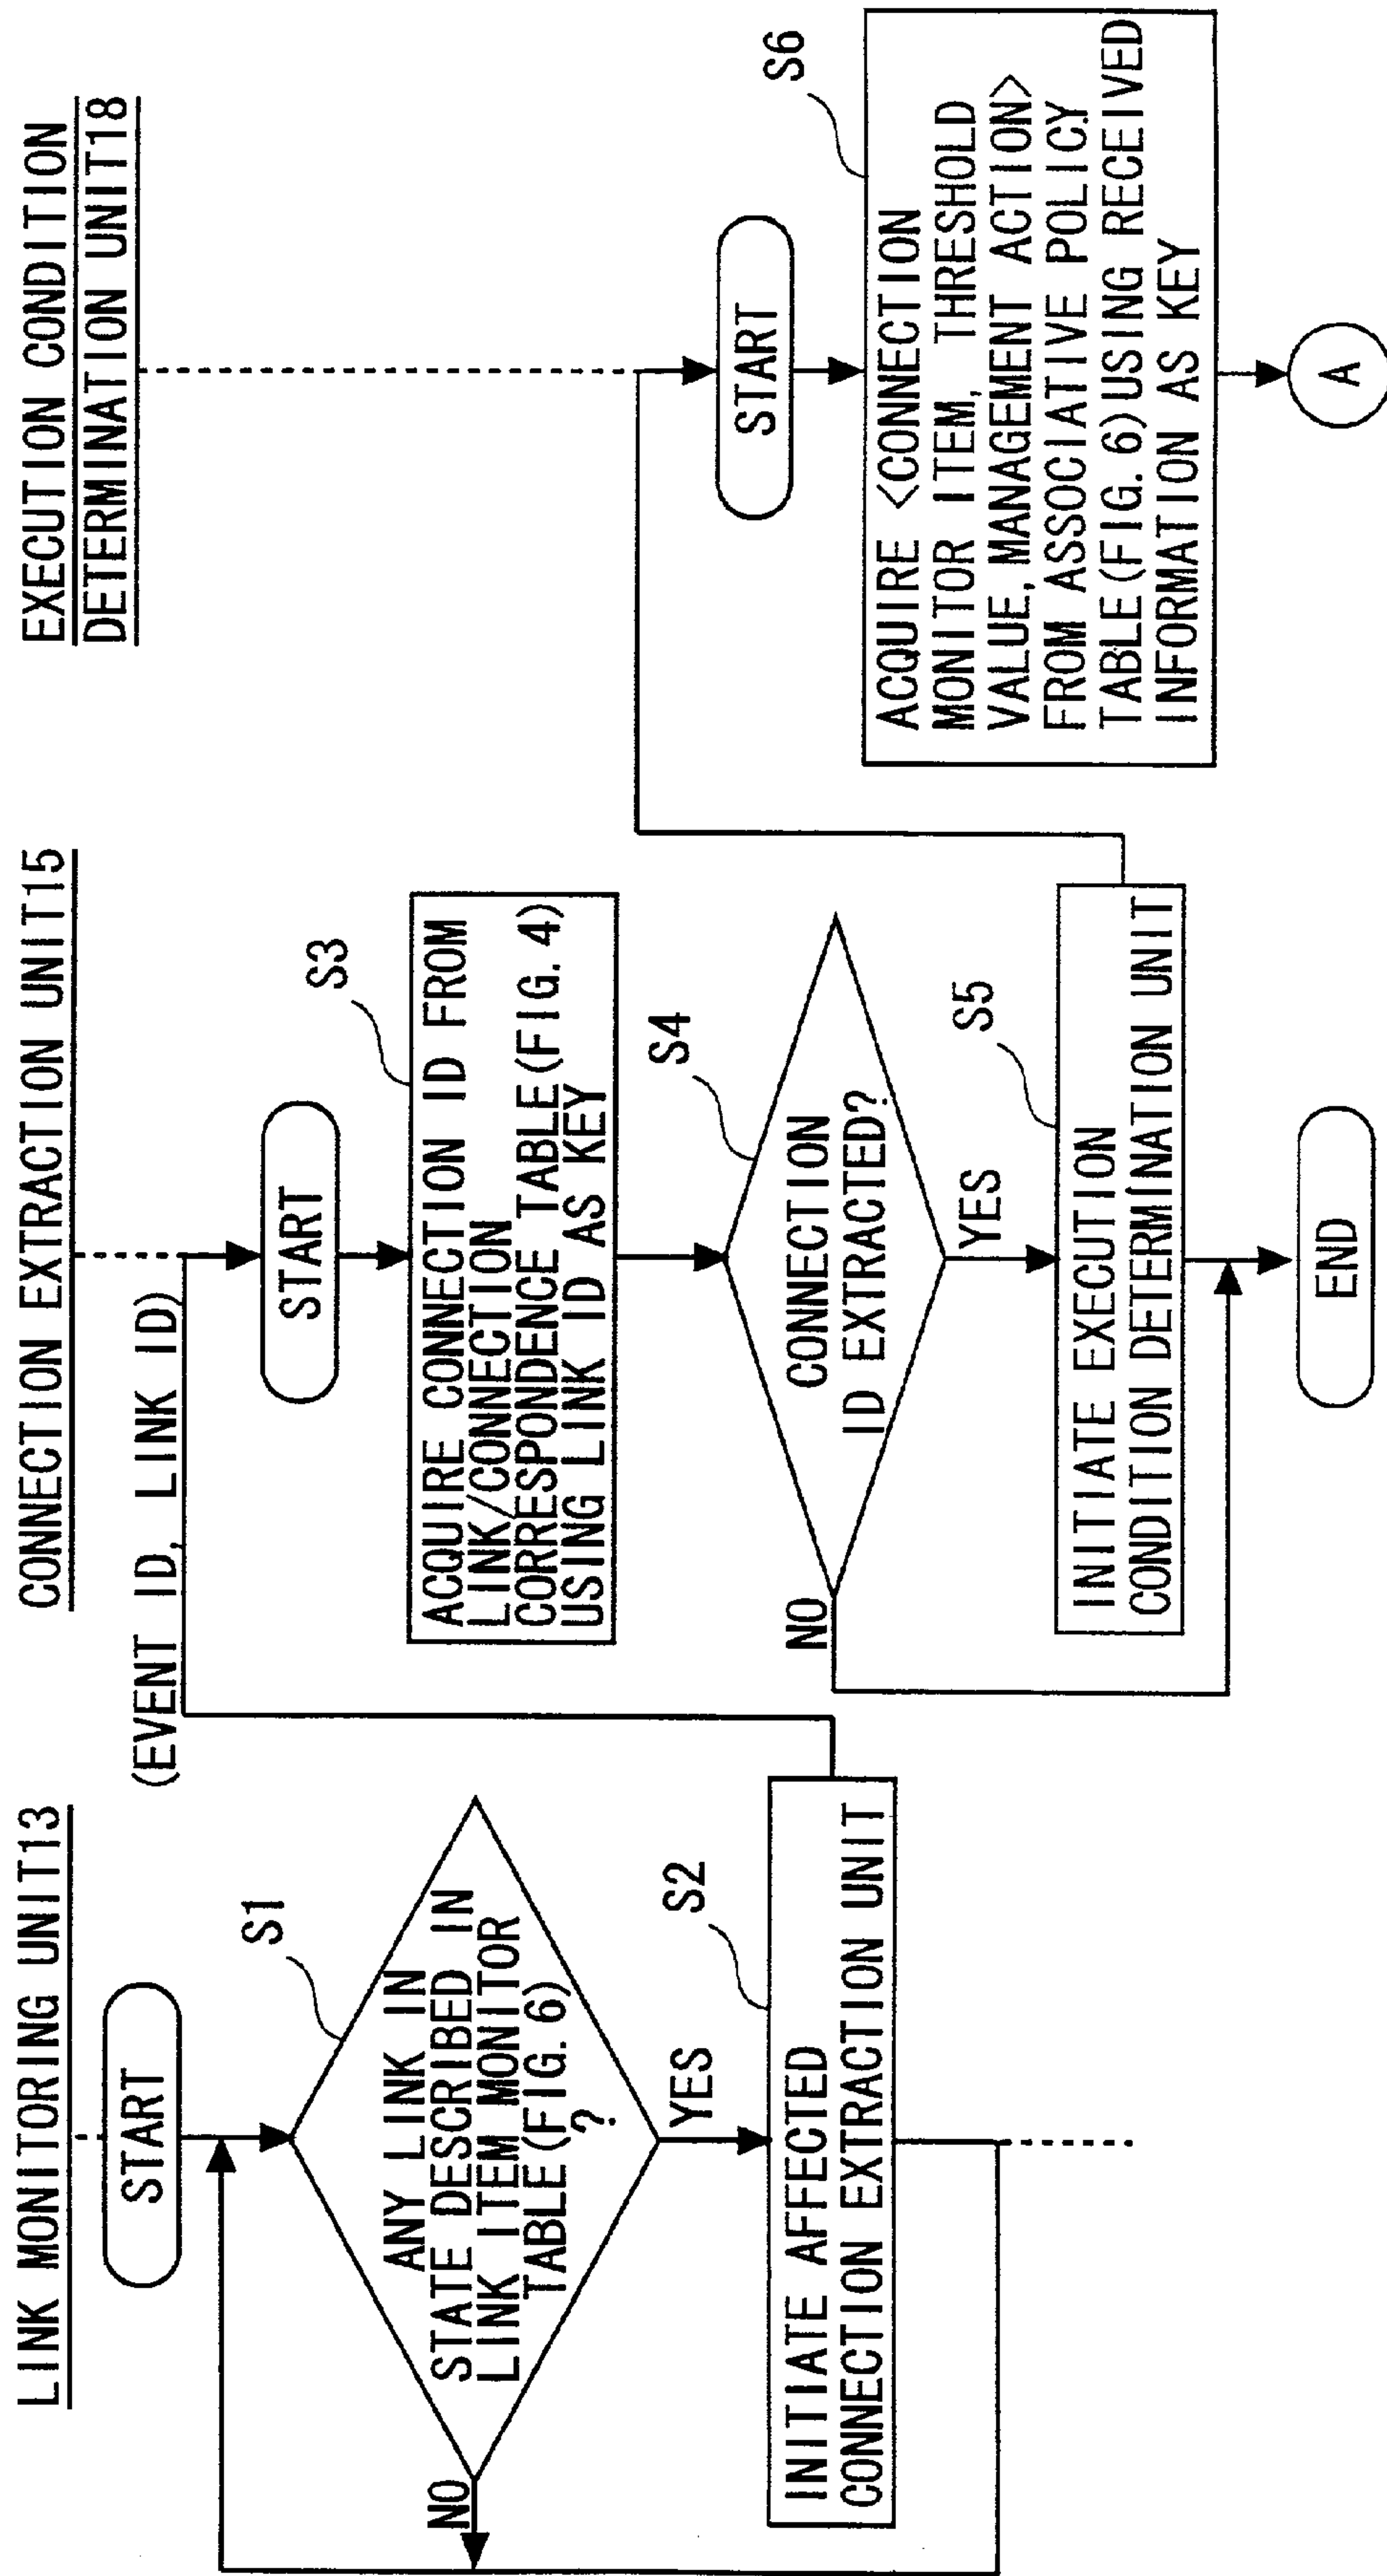 LINK MONITORING UNIT13
START
S1
ANY LINK IN
STATE DESCRIBED IN
LINK ITEM MONITOR
TABLE(FIG. 6)
?
NO
YES
S2
INITIATE AFFECTED
CONNECTION EXTRACTION UNIT
CONNECTION EXTRACTION UNIT15
(EVENT ID, LINK ID)
START
S3
ACQUIRE CONNECTION ID FROM
LINK/CONNECTION
CORRESPONDENCE TABLE(FIG. 4)
USING LINK ID AS KEY
S4
CONNECTION
ID EXTRACTED?
NO
YES
S5
INITIATE EXECUTION
CONDITION DETERMINATION UNIT
END
EXECUTION CONDITION
DETERMINATION UNIT18
START
S6
ACQUIRE <CONNECTION
MONITOR ITEM, THRESHOLD
VALUE, MANAGEMENT ACTION>
FROM ASSOCIATIVE POLICY
TABLE(FIG. 6)USING RECEIVED
INFORMATION AS KEY
A